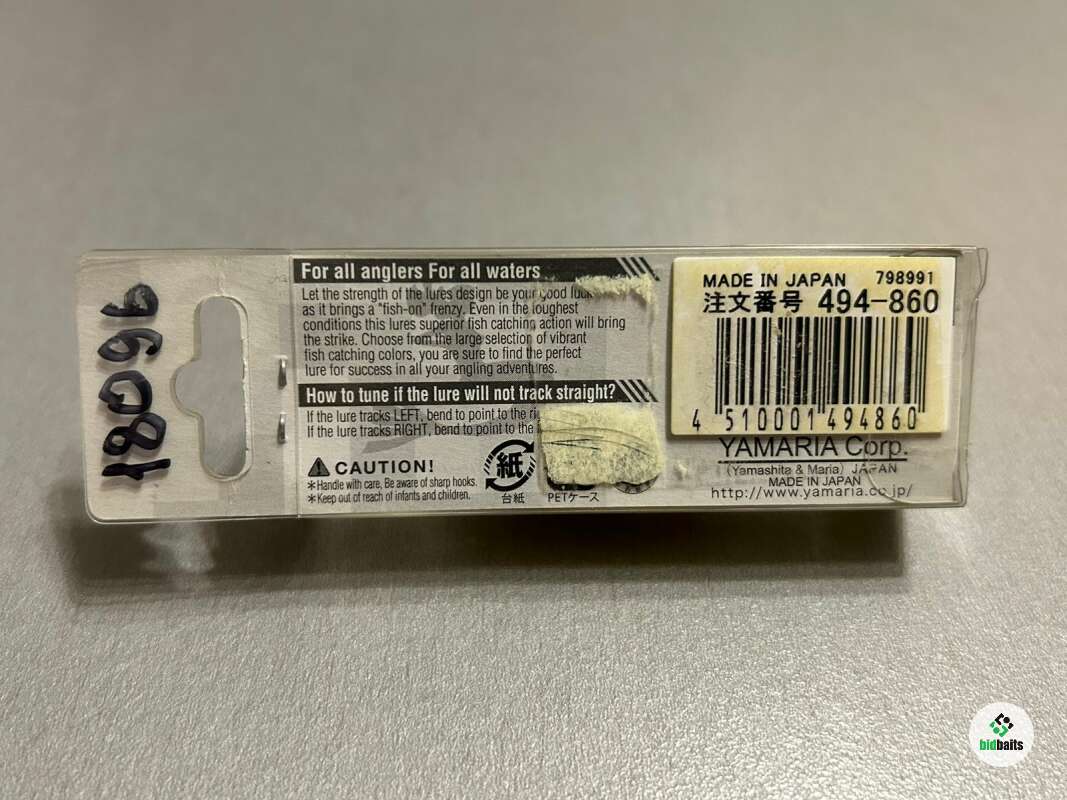 18096
For all anglers For all waters
Let the strength of the lures design be your good luck
as it brings a "fish-on" frenzy. Even in the toughest
conditions this lures superior fish catching action will bring
the strike. Choose from the large selection of vibrant
fish catching colors, you are sure to find the perfect
lure for success in all your angling adventures.
How to tune if the lure will not track straight?
If the lure tracks LEFT, bend to point to the
If the lure tracks RIGHT, bend to point to the
CAUTION!
*Handle with care, Be aware of sharp hooks.
*Keep out of reach of infants and children.
紙
台紙
PETケース
MADE IN JAPAN 798991
注文番号 494-860
4 510001 494860
YAMARIA Corp.
(Yamashita & Maria) JAPAN
MADE IN JAPAN
http://www.yamaria.co.jp/
bidbaits